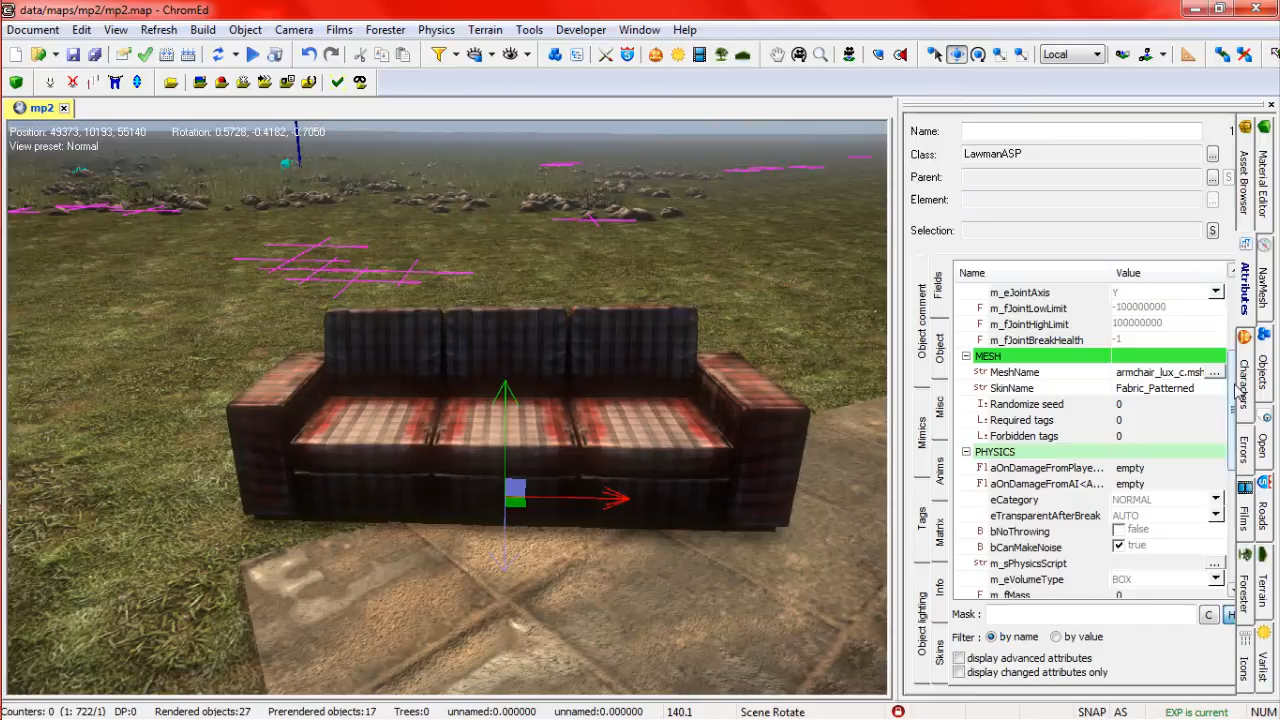 data/maps/mp2/mp2.map - ChromEd
Document Edit View Refresh Build Object Camera Films Forester Physics Terrain Tools Developer Window Help
Local
mp2
Position: 49373, 10193, 55140 Rotation: 0.5728, -0.4182, -0.7050
View preset: Normal
Name:
Class: LawmanASP ...
Parent: ... S
Element: ...
Selection: S
Object comment
Mimics
Tags
Object lighting
Fields
Object
Misc
Anims
Matrix
Info
Skins
Name Value
m_eJointAxis Y
F m_fJointLowLimit -100000000
F m_fJointHighLimit 100000000
F m_fJointBreakHealth -1
MESH
Str MeshName armchair_lux_c.msh ...
Str SkinName Fabric_Patterned
I: Randomize seed 0
L: Required tags 0
L: Forbidden tags 0
PHYSICS
Fl aOnDamageFromPlaye... empty
Fl aOnDamageFromAI<A... empty
eCategory NORMAL
eTransparentAfterBreak AUTO
B bNoThrowing false
B bCanMakeNoise true
Str m_sPhysicsScript ...
m_eVolumeType BOX
F m_fMass 0
Mask : C H
Filter : by name by value
display advanced attributes
display changed attributes only
Asset Browser
Attributes
Characters
Errors
Films
Forester
Icons
Material Editor
NavMesh
Objects
Open
Roads
Terrain
Varlist
Counters: 0 (1: 722/1) DP:0 Rendered objects:27 Prerendered objects:17 Trees: 0 unnamed:0.000000 unnamed:0.000000 140.1 Scene Rotate SNAP AS EXP is current NUM